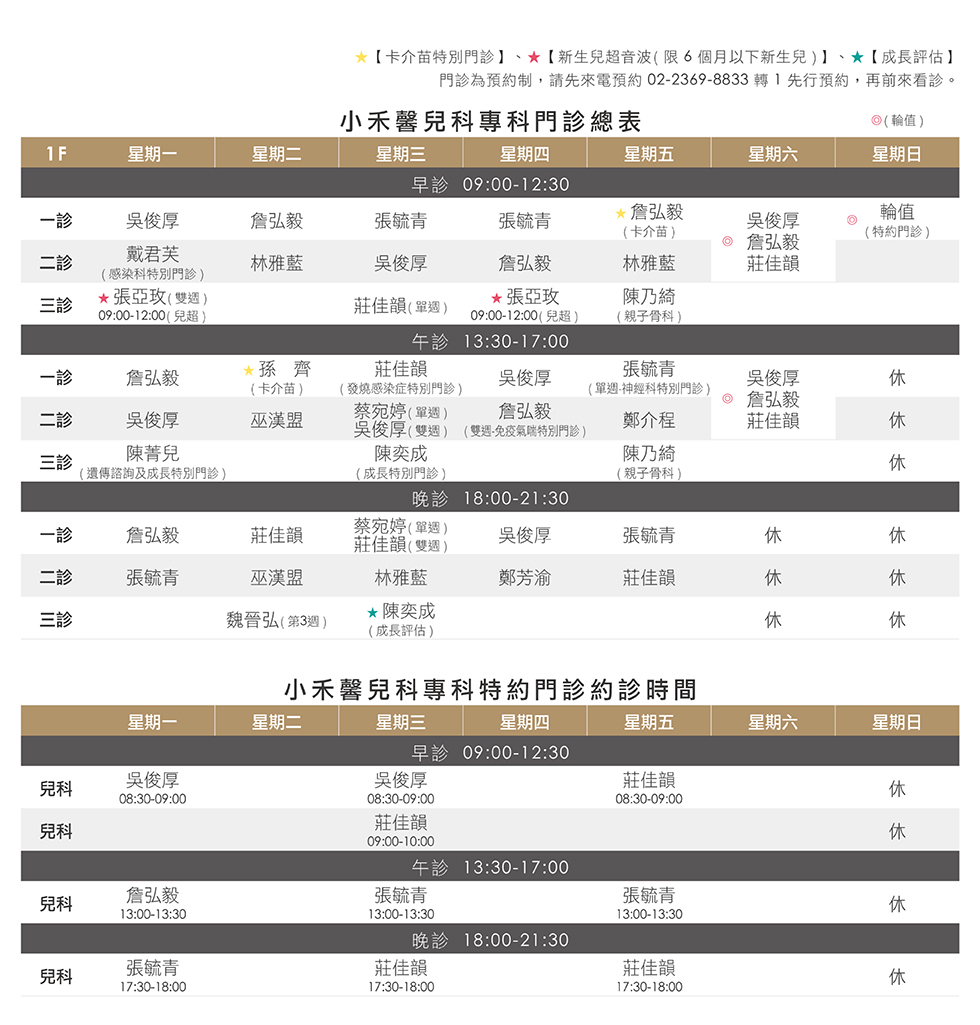 ★【卡介苗特別門診】、★【新生兒超音波( 限 6 個月以下新生兒 )】、★【成長評估】
門診為預約制，請先來電預約 02-2369-8833 轉 1 先行預約，再前來看診。
小禾馨兒科專科門診總表
◎( 輪值 )
1F 星期一 星期二 星期三 星期四 星期五 星期六 星期日
早診 09:00-12:30
一診 吳俊厚 詹弘毅 張毓青 張毓青 ★ 詹弘毅 ( 卡介苗 ) ◎ 吳俊厚 詹弘毅 莊佳韻 ◎ 輪值 ( 特約門診 )
二診 戴君芙 ( 感染科特別門診 ) 林雅藍 吳俊厚 詹弘毅 林雅藍
三診 ★ 張亞玫( 雙週 ) 09:00-12:00( 兒超 ) 莊佳韻( 單週 ) ★ 張亞玫 09:00-12:00( 兒超 ) 陳乃綺 ( 親子骨科 )
午診 13:30-17:00
一診 詹弘毅 ★ 孫 齊 ( 卡介苗 ) 莊佳韻 ( 發燒感染症特別門診 ) 吳俊厚 張毓青 ( 單週-神經科特別門診 ) ◎ 吳俊厚 詹弘毅 莊佳韻 休
二診 吳俊厚 巫漢盟 蔡宛婷( 單週 ) 吳俊厚( 雙週 ) 詹弘毅 ( 雙週-免疫氣喘特別門診 ) 鄭介程 休
三診 陳菁兒 ( 遺傳諮詢及成長特別門診 ) 陳奕成 ( 成長特別門診 ) 陳乃綺 ( 親子骨科 ) 休
晚診 18:00-21:30
一診 詹弘毅 莊佳韻 蔡宛婷( 單週 ) 莊佳韻( 雙週 ) 吳俊厚 張毓青 休 休
二診 張毓青 巫漢盟 林雅藍 鄭芳渝 莊佳韻 休 休
三診 魏晉弘( 第3週 ) ★ 陳奕成 ( 成長評估 ) 休 休
小禾馨兒科專科特約門診約診時間
星期一 星期二 星期三 星期四 星期五 星期六 星期日
早診 09:00-12:30
兒科 吳俊厚 08:30-09:00 吳俊厚 08:30-09:00 莊佳韻 08:30-09:00 休
兒科 莊佳韻 09:00-10:00 休
午診 13:30-17:00
兒科 詹弘毅 13:00-13:30 張毓青 13:00-13:30 張毓青 13:00-13:30 休
晚診 18:00-21:30
兒科 張毓青 17:30-18:00 莊佳韻 17:30-18:00 莊佳韻 17:30-18:00 休